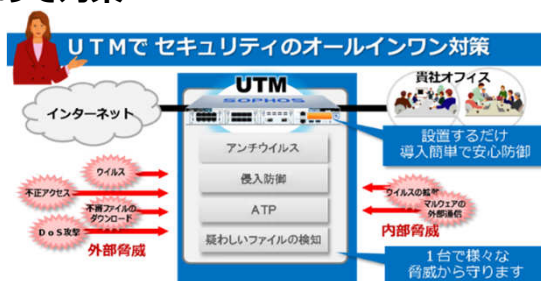 UTMで セキュリティのオールインワン対策
インターネット
UTM
SOPHOS
貴社オフィス
設置するだけ
導入簡単で安心防御
アンチウイルス
侵入防御
ATP
疑わしいファイルの検知
ウイルス
不正アクセス
不審ファイルの
ダウンロード
DoS攻撃
外部脅威
ウイルスの拡散
マルウェアの
外部通信
内部脅威
1台で様々な
脅威から守ります